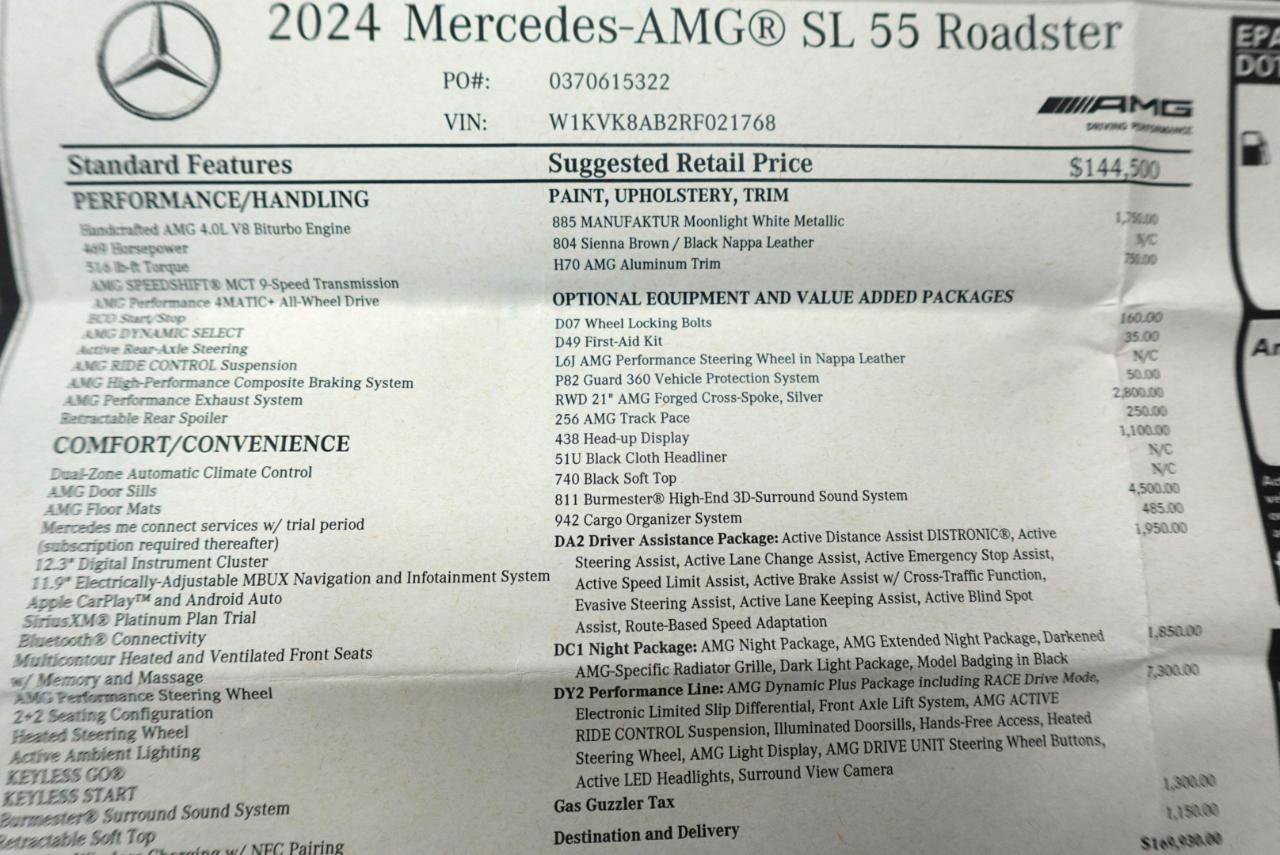 2024 Mercedes-AMG® SL 55 Roadster
PO#: 0370615322
VIN: W1KVK8AB2RF021768
AMG
DRIVING PERFORMANCE
EPA
DOT
Standard Features
PERFORMANCE/HANDLING
Handcrafted AMG 4.0L V8 Biturbo Engine
469 Horsepower
516 lb-ft Torque
AMG SPEEDSHIFT® MCT 9-Speed Transmission
AMG Performance 4MATIC+ All-Wheel Drive
ECO Start/Stop
AMG DYNAMIC SELECT
Active Rear-Axle Steering
AMG RIDE CONTROL Suspension
AMG High-Performance Composite Braking System
AMG Performance Exhaust System
Retractable Rear Spoiler
COMFORT/CONVENIENCE
Dual-Zone Automatic Climate Control
AMG Door Sills
AMG Floor Mats
Mercedes me connect services w/ trial period
(subscription required thereafter)
12.3" Digital Instrument Cluster
11.9" Electrically-Adjustable MBUX Navigation and Infotainment System
Apple CarPlay™ and Android Auto
SiriusXM® Platinum Plan Trial
Bluetooth® Connectivity
Multicontour Heated and Ventilated Front Seats
w/ Memory and Massage
AMG Performance Steering Wheel
2+2 Seating Configuration
Heated Steering Wheel
Active Ambient Lighting
KEYLESS GO®
KEYLESS START
Burmester® Surround Sound System
Retractable Soft Top
Wireless Charging w/ NFC Pairing
Suggested Retail Price $144,500
PAINT, UPHOLSTERY, TRIM
885 MANUFAKTUR Moonlight White Metallic 1,750.00
804 Sienna Brown / Black Nappa Leather N/C
H70 AMG Aluminum Trim 750.00
OPTIONAL EQUIPMENT AND VALUE ADDED PACKAGES
D07 Wheel Locking Bolts 160.00
D49 First-Aid Kit 35.00
L6J AMG Performance Steering Wheel in Nappa Leather N/C
P82 Guard 360 Vehicle Protection System 50.00
RWD 21" AMG Forged Cross-Spoke, Silver 2,800.00
256 AMG Track Pace 250.00
438 Head-up Display 1,100.00
51U Black Cloth Headliner N/C
740 Black Soft Top N/C
811 Burmester® High-End 3D-Surround Sound System 4,500.00
942 Cargo Organizer System 485.00
DA2 Driver Assistance Package: Active Distance Assist DISTRONIC®, Active 1,950.00
Steering Assist, Active Lane Change Assist, Active Emergency Stop Assist,
Active Speed Limit Assist, Active Brake Assist w/ Cross-Traffic Function,
Evasive Steering Assist, Active Lane Keeping Assist, Active Blind Spot
Assist, Route-Based Speed Adaptation
DC1 Night Package: AMG Night Package, AMG Extended Night Package, Darkened 1,850.00
AMG-Specific Radiator Grille, Dark Light Package, Model Badging in Black
DY2 Performance Line: AMG Dynamic Plus Package including RACE Drive Mode, 7,300.00
Electronic Limited Slip Differential, Front Axle Lift System, AMG ACTIVE
RIDE CONTROL Suspension, Illuminated Doorsills, Hands-Free Access, Heated
Steering Wheel, AMG Light Display, AMG DRIVE UNIT Steering Wheel Buttons,
Active LED Headlights, Surround View Camera
Gas Guzzler Tax 1,300.00
Destination and Delivery 1,150.00
$169,930.00